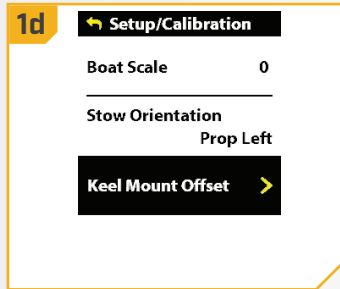 1d
Setup/Calibration
Boat Scale 0
Stow Orientation
Prop Left
Keel Mount Offset